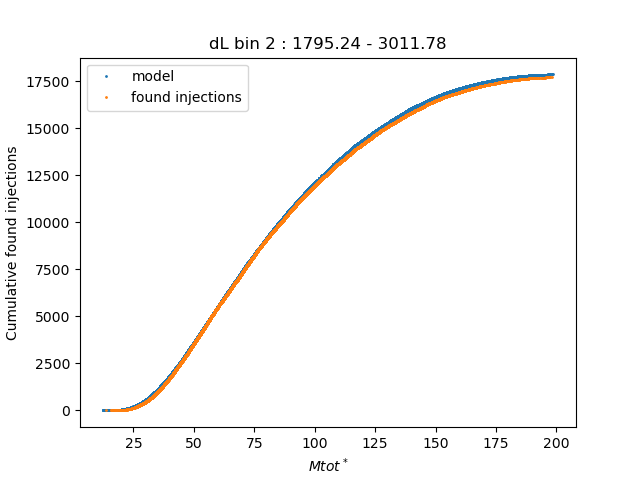 dL bin 2 : 1795.24 - 3011.78
model
found injections
Cumulative found injections
17500
15000
12500
10000
7500
5000
2500
0
25 50 75 100 125 150 175 200
Mtot*